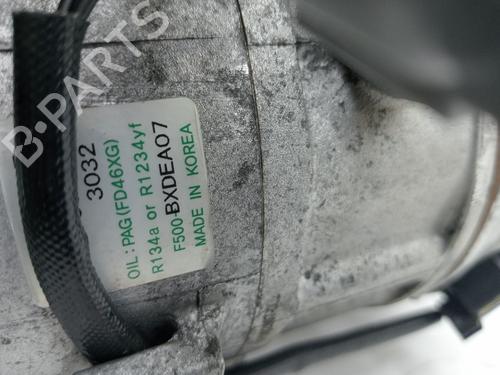 3032
OIL : PAG(FD46XG)
R134a or R1234yf
F500-BXDEA07
MADE IN KOREA
B-PARTS